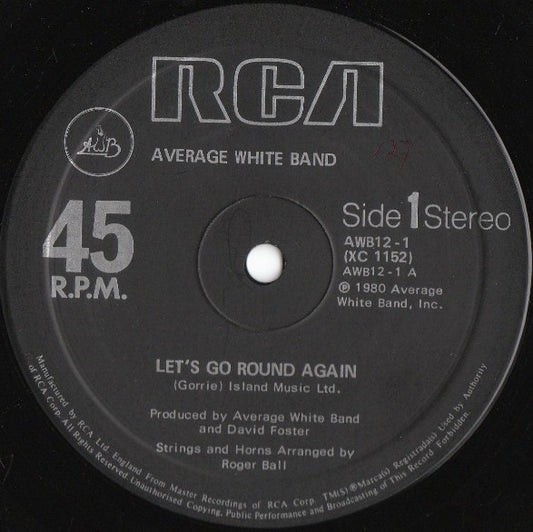 RCA
AWB
AVERAGE WHITE BAND
127
45
R.P.M.
Side 1 Stereo
AWB12-1
(XC 1152)
AWB12-1 A
℗ 1980 Average
White Band, Inc.
LET'S GO ROUND AGAIN
(Gorrie) Island Music Ltd.
Produced by Average White Band
and David Foster
Strings and Horns Arranged by
Roger Ball
Manufactured by RCA Ltd. England From Master Recordings of RCA Corp. TM(S)®Marca(s) Registrada(s) Used by Authority
of RCA Corp. All Rights Reserved Unauthorised Copying, Public Performance and Broadcasting of This Record Forbidden.